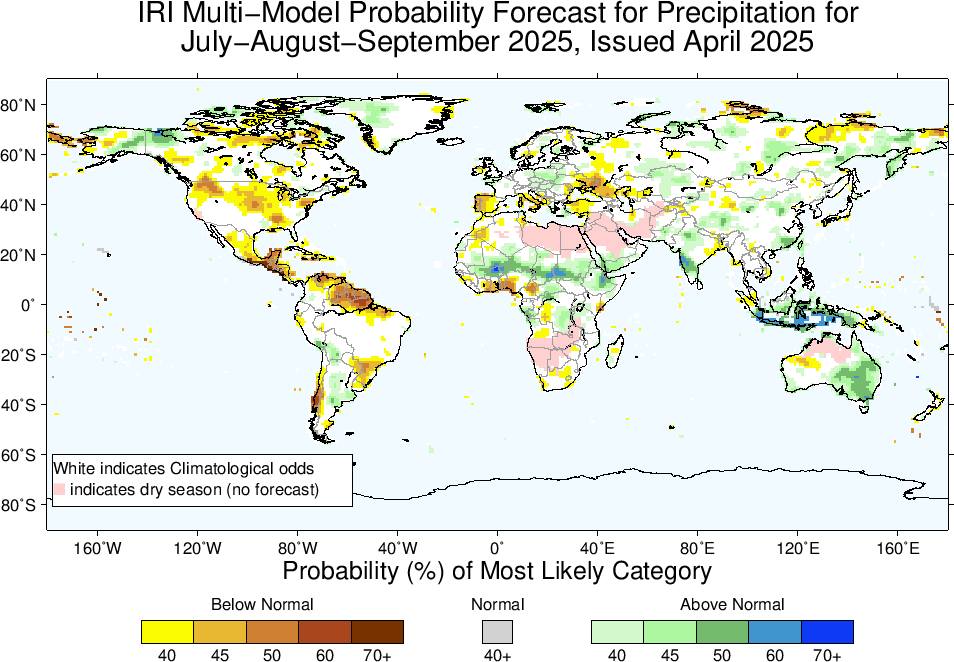 IRI Multi−Model Probability Forecast for Precipitation for
July−August−September 2025, Issued April 2025
80˚N
60˚N
40˚N
20˚N
0˚
20˚S
40˚S
60˚S
80˚S
White indicates Climatological odds
indicates dry season (no forecast)
160˚W 120˚W 80˚W 40˚W 0˚ 40˚E 80˚E 120˚E 160˚E
Probability (%) of Most Likely Category
Below Normal Normal Above Normal
40 45 50 60 70+ 40+ 40 45 50 60 70+